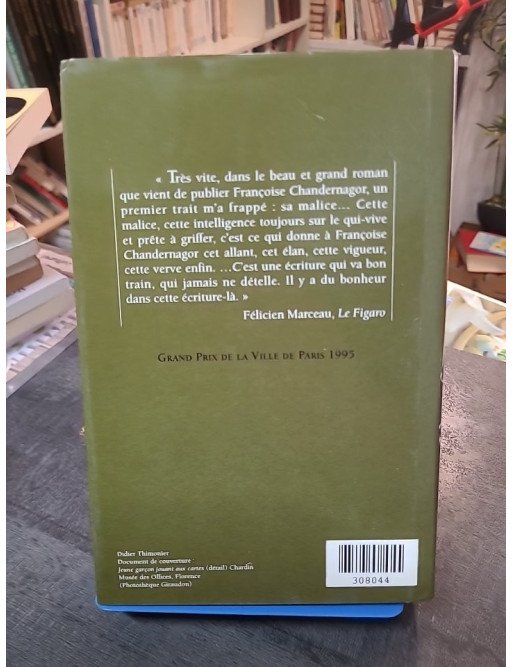 « Très vite, dans le beau et grand roman
que vient de publier Françoise Chandernagor, un
premier trait m'a frappé : sa malice… Cette
malice, cette intelligence toujours sur le qui-vive
et prête à griffer, c'est ce qui donne à Françoise
Chandernagor cet allant, cet élan, cette vigueur,
cette verve enfin. …C'est une écriture qui va bon
train, qui jamais ne dételle. Il y a du bonheur
dans cette écriture-là. »
Félicien Marceau, Le Figaro
GRAND PRIX DE LA VILLE DE PARIS 1995
Didier Thimonier
Document de couverture :
Jeune garçon jouant aux cartes (détail) Chardin
Musée des Offices, Florence
(Photothèque Giraudon)
308044